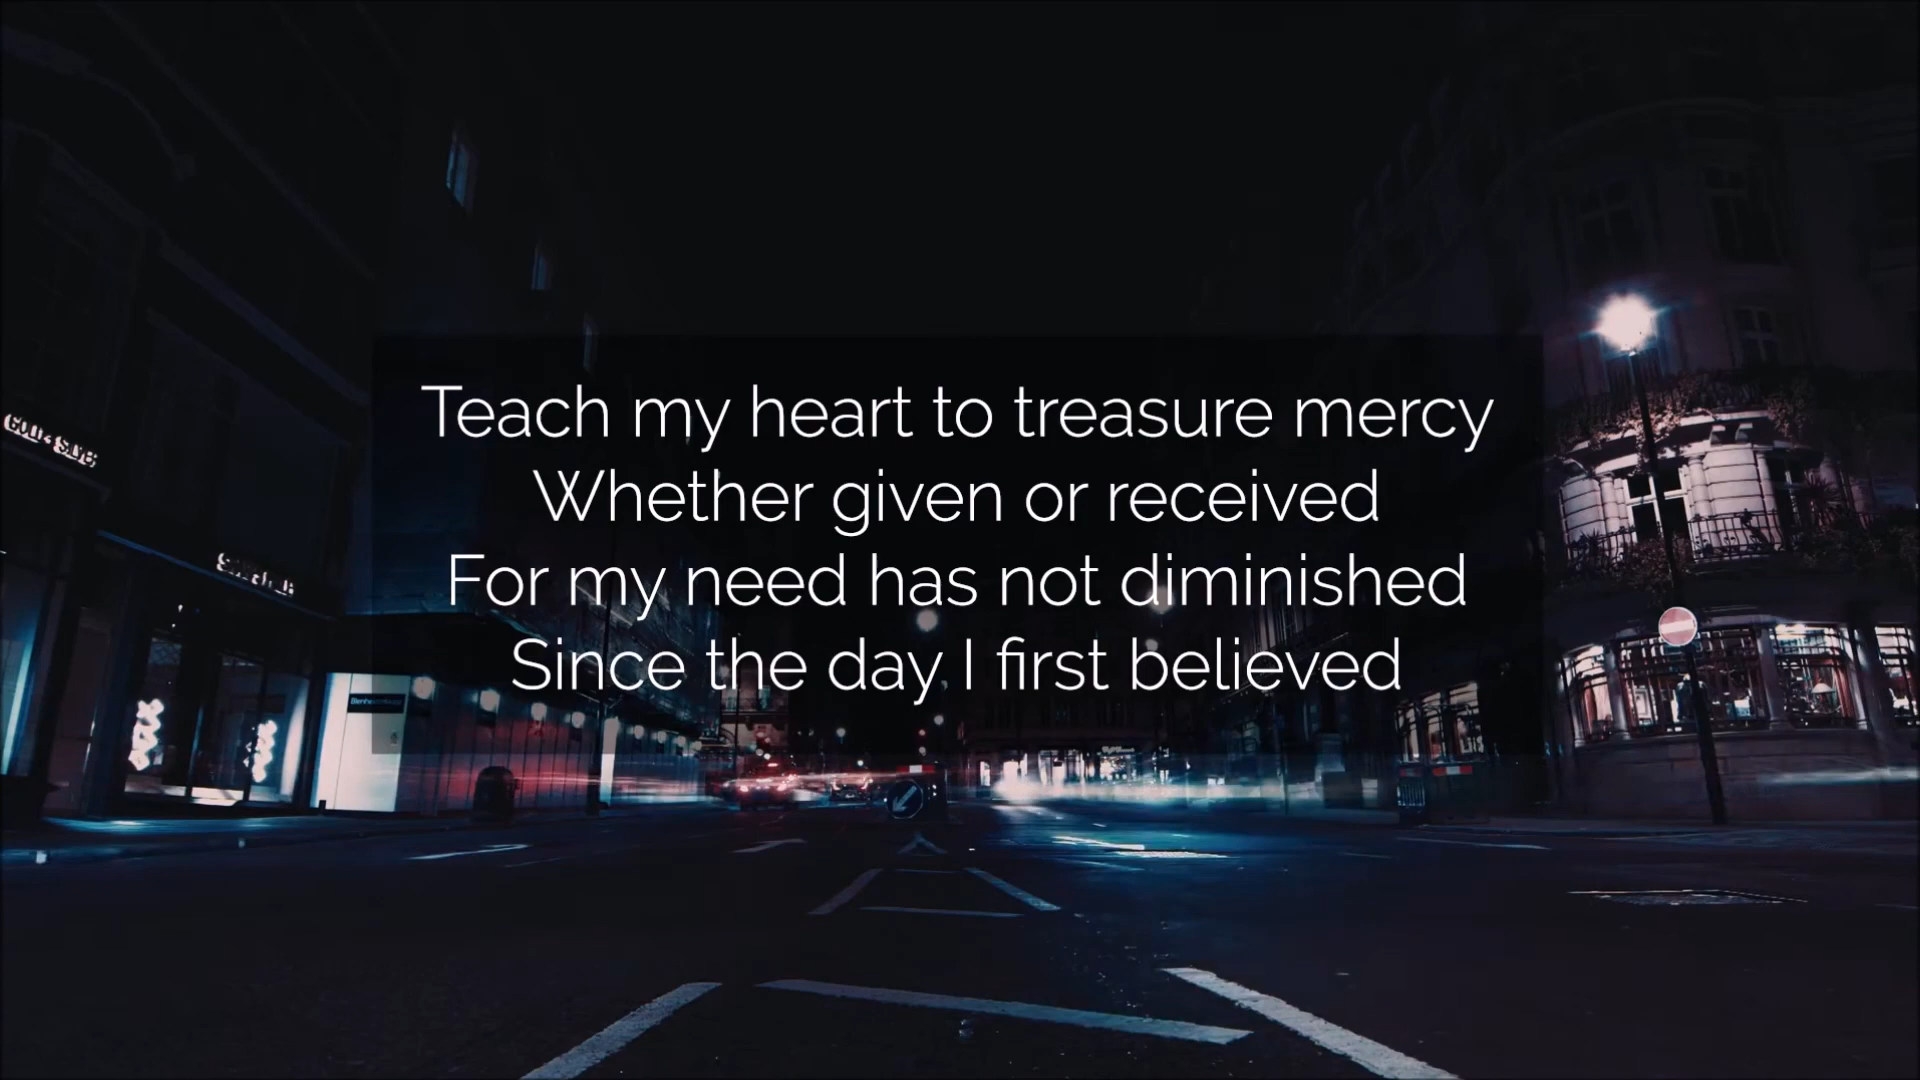 Teach my heart to treasure mercy
Whether given or received
For my need has not diminished
Since the day I first believed